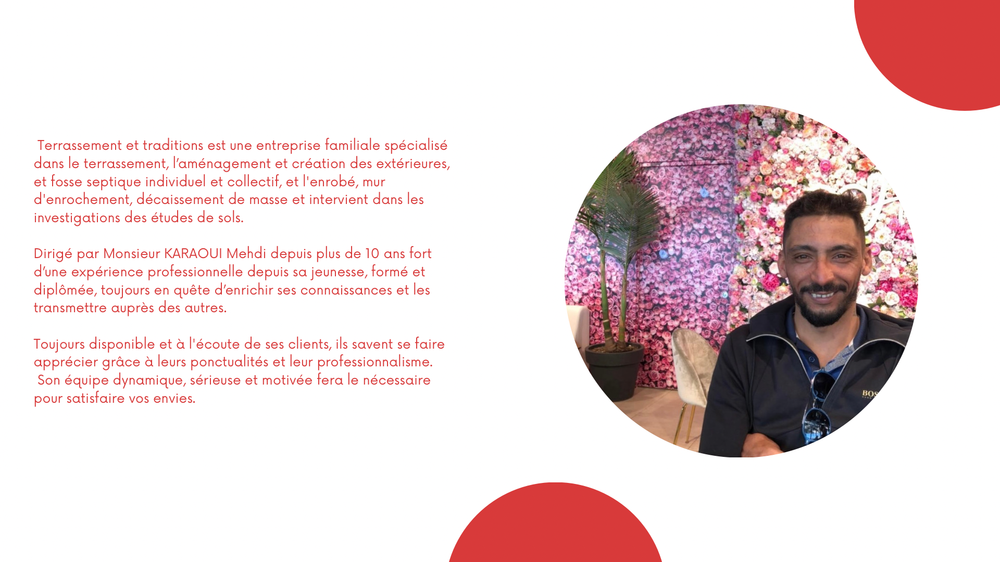 Terrassement et traditions est une entreprise familiale spécialisé
dans le terrassement, l’aménagement et création des extérieures,
et fosse septique individuel et collectif, et l'enrobé, mur
d'enrochement, décaissement de masse et intervient dans les
investigations des études de sols.
Dirigé par Monsieur KARAOUI Mehdi depuis plus de 10 ans fort
d’une expérience professionnelle depuis sa jeunesse, formé et
diplômée, toujours en quête d’enrichir ses connaissances et les
transmettre auprès des autres.
Toujours disponible et à l'écoute de ses clients, ils savent se faire
apprécier grâce à leurs ponctualités et leur professionnalisme.
Son équipe dynamique, sérieuse et motivée fera le nécessaire
pour satisfaire vos envies.
BOS